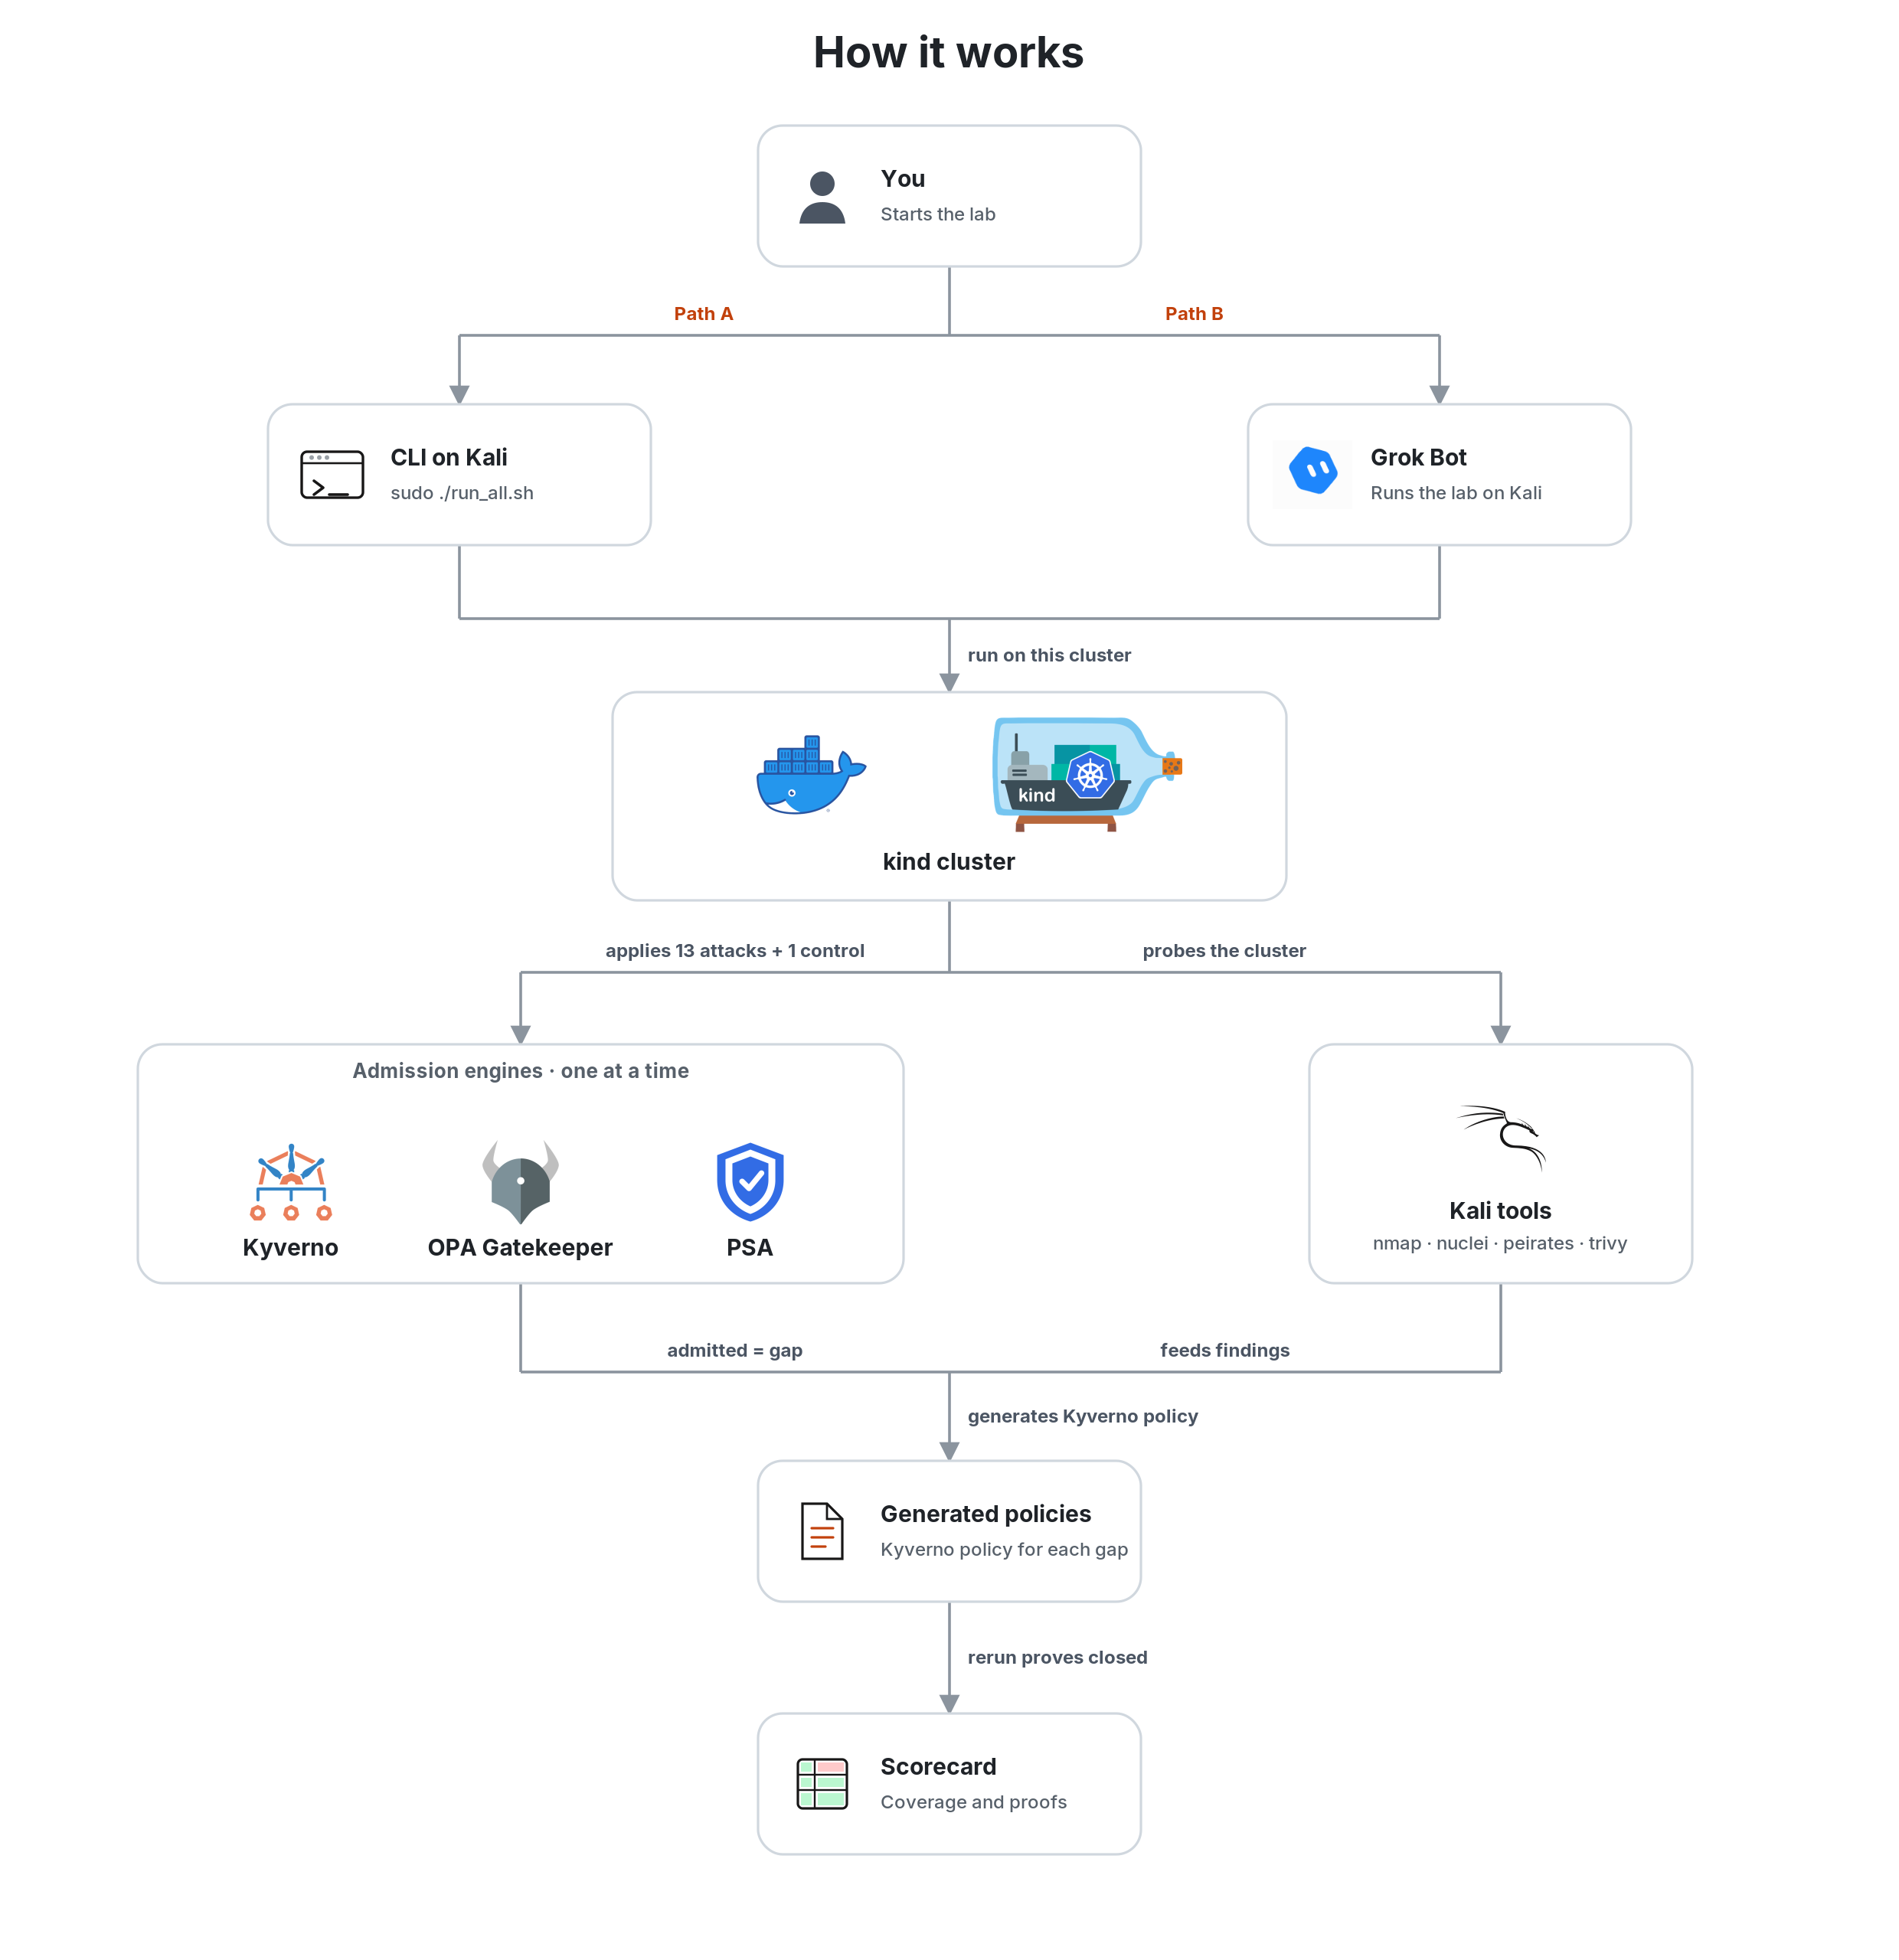 How it works
You
Starts the lab
Path A
Path B
CLI on Kali
sudo ./run_all.sh
Grok Bot
Runs the lab on Kali
run on this cluster
kind
kind cluster
applies 13 attacks + 1 control
probes the cluster
Admission engines · one at a time
Kyverno
OPA Gatekeeper
PSA
Kali tools
nmap · nuclei · peirates · trivy
admitted = gap
feeds findings
generates Kyverno policy
Generated policies
Kyverno policy for each gap
rerun proves closed
Scorecard
Coverage and proofs